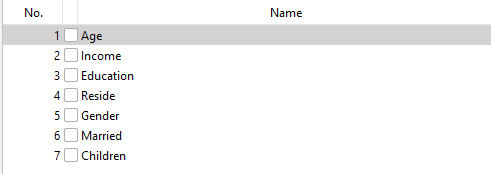 No. Name
1 Age
2 Income
3 Education
4 Reside
5 Gender
6 Married
7 Children